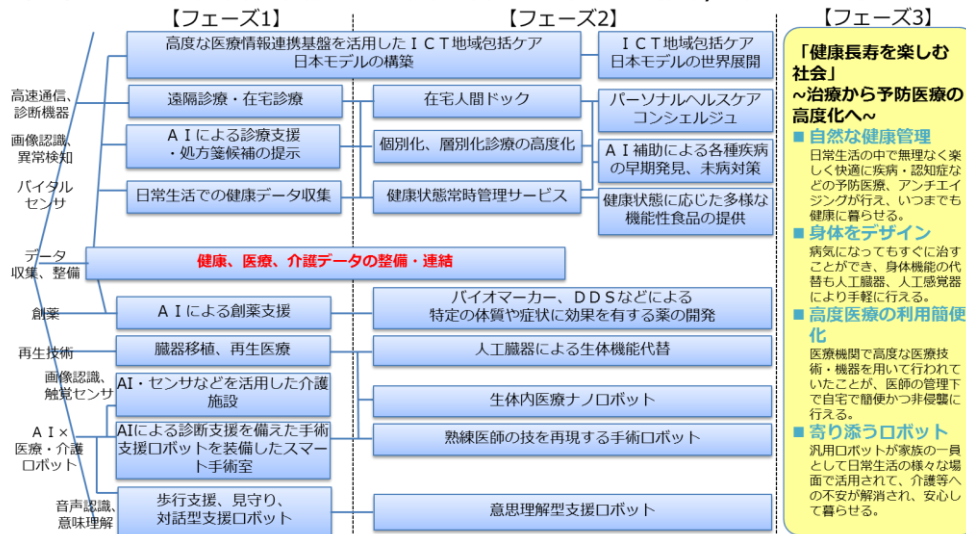 【フェーズ1】
【フェーズ2】
【フェーズ3】
高度な医療情報連携基盤を活用したＩＣＴ地域包括ケア
日本モデルの構築
ＩＣＴ地域包括ケア
日本モデルの世界展開
高速通信、
診断機器
遠隔診療・在宅診療
在宅人間ドック
パーソナルヘルスケア
コンシェルジュ
画像認識、
異常検知
ＡＩによる診療支援
・処方箋候補の提示
個別化、層別化診療の高度化
ＡＩ補助による各種疾病
の早期発見、未病対策
バイタル
センサ
日常生活での健康データ収集
健康状態常時管理サービス
健康状態に応じた多様な
機能性食品の提供
データ
収集、整備
健康、医療、介護データの整備・連結
創薬
ＡＩによる創薬支援
バイオマーカー、ＤＤＳなどによる
特定の体質や症状に効果を有する薬の開発
再生技術
臓器移植、再生医療
人工臓器による生体機能代替
画像認識、
触覚センサ
AI・センサなどを活用した介護
施設
生体内医療ナノロボット
ＡＩ×
医療・介護
ロボット
AIによる診断支援を備えた手術
支援ロボットを装備したスマー
ト手術室
熟練医師の技を再現する手術ロボット
音声認識、
意味理解
歩行支援、見守り、
対話型支援ロボット
意思理解型支援ロボット
「健康長寿を楽しむ
社会」
~治療から予防医療の
高度化へ~
■ 自然な健康管理
日常生活の中で無理なく楽
しく快適に疾病・認知症な
どの予防医療、アンチエイ
ジングが行え、いつまでも
健康に暮らせる。
■ 身体をデザイン
病気になってもすぐに治す
ことができ、身体機能の代
替も人工臓器、人工感覚器
により手軽に行える。
■ 高度医療の利用簡便
化
医療機関で高度な医療技
術・機器を用いて行われて
いたことが、医師の管理下
で自宅で簡便かつ非侵襲に
行える。
■ 寄り添うロボット
汎用ロボットが家族の一員
として日常生活の様々な場
面で活用されて、介護等へ
の不安が解消され、安心し
て暮らせる。